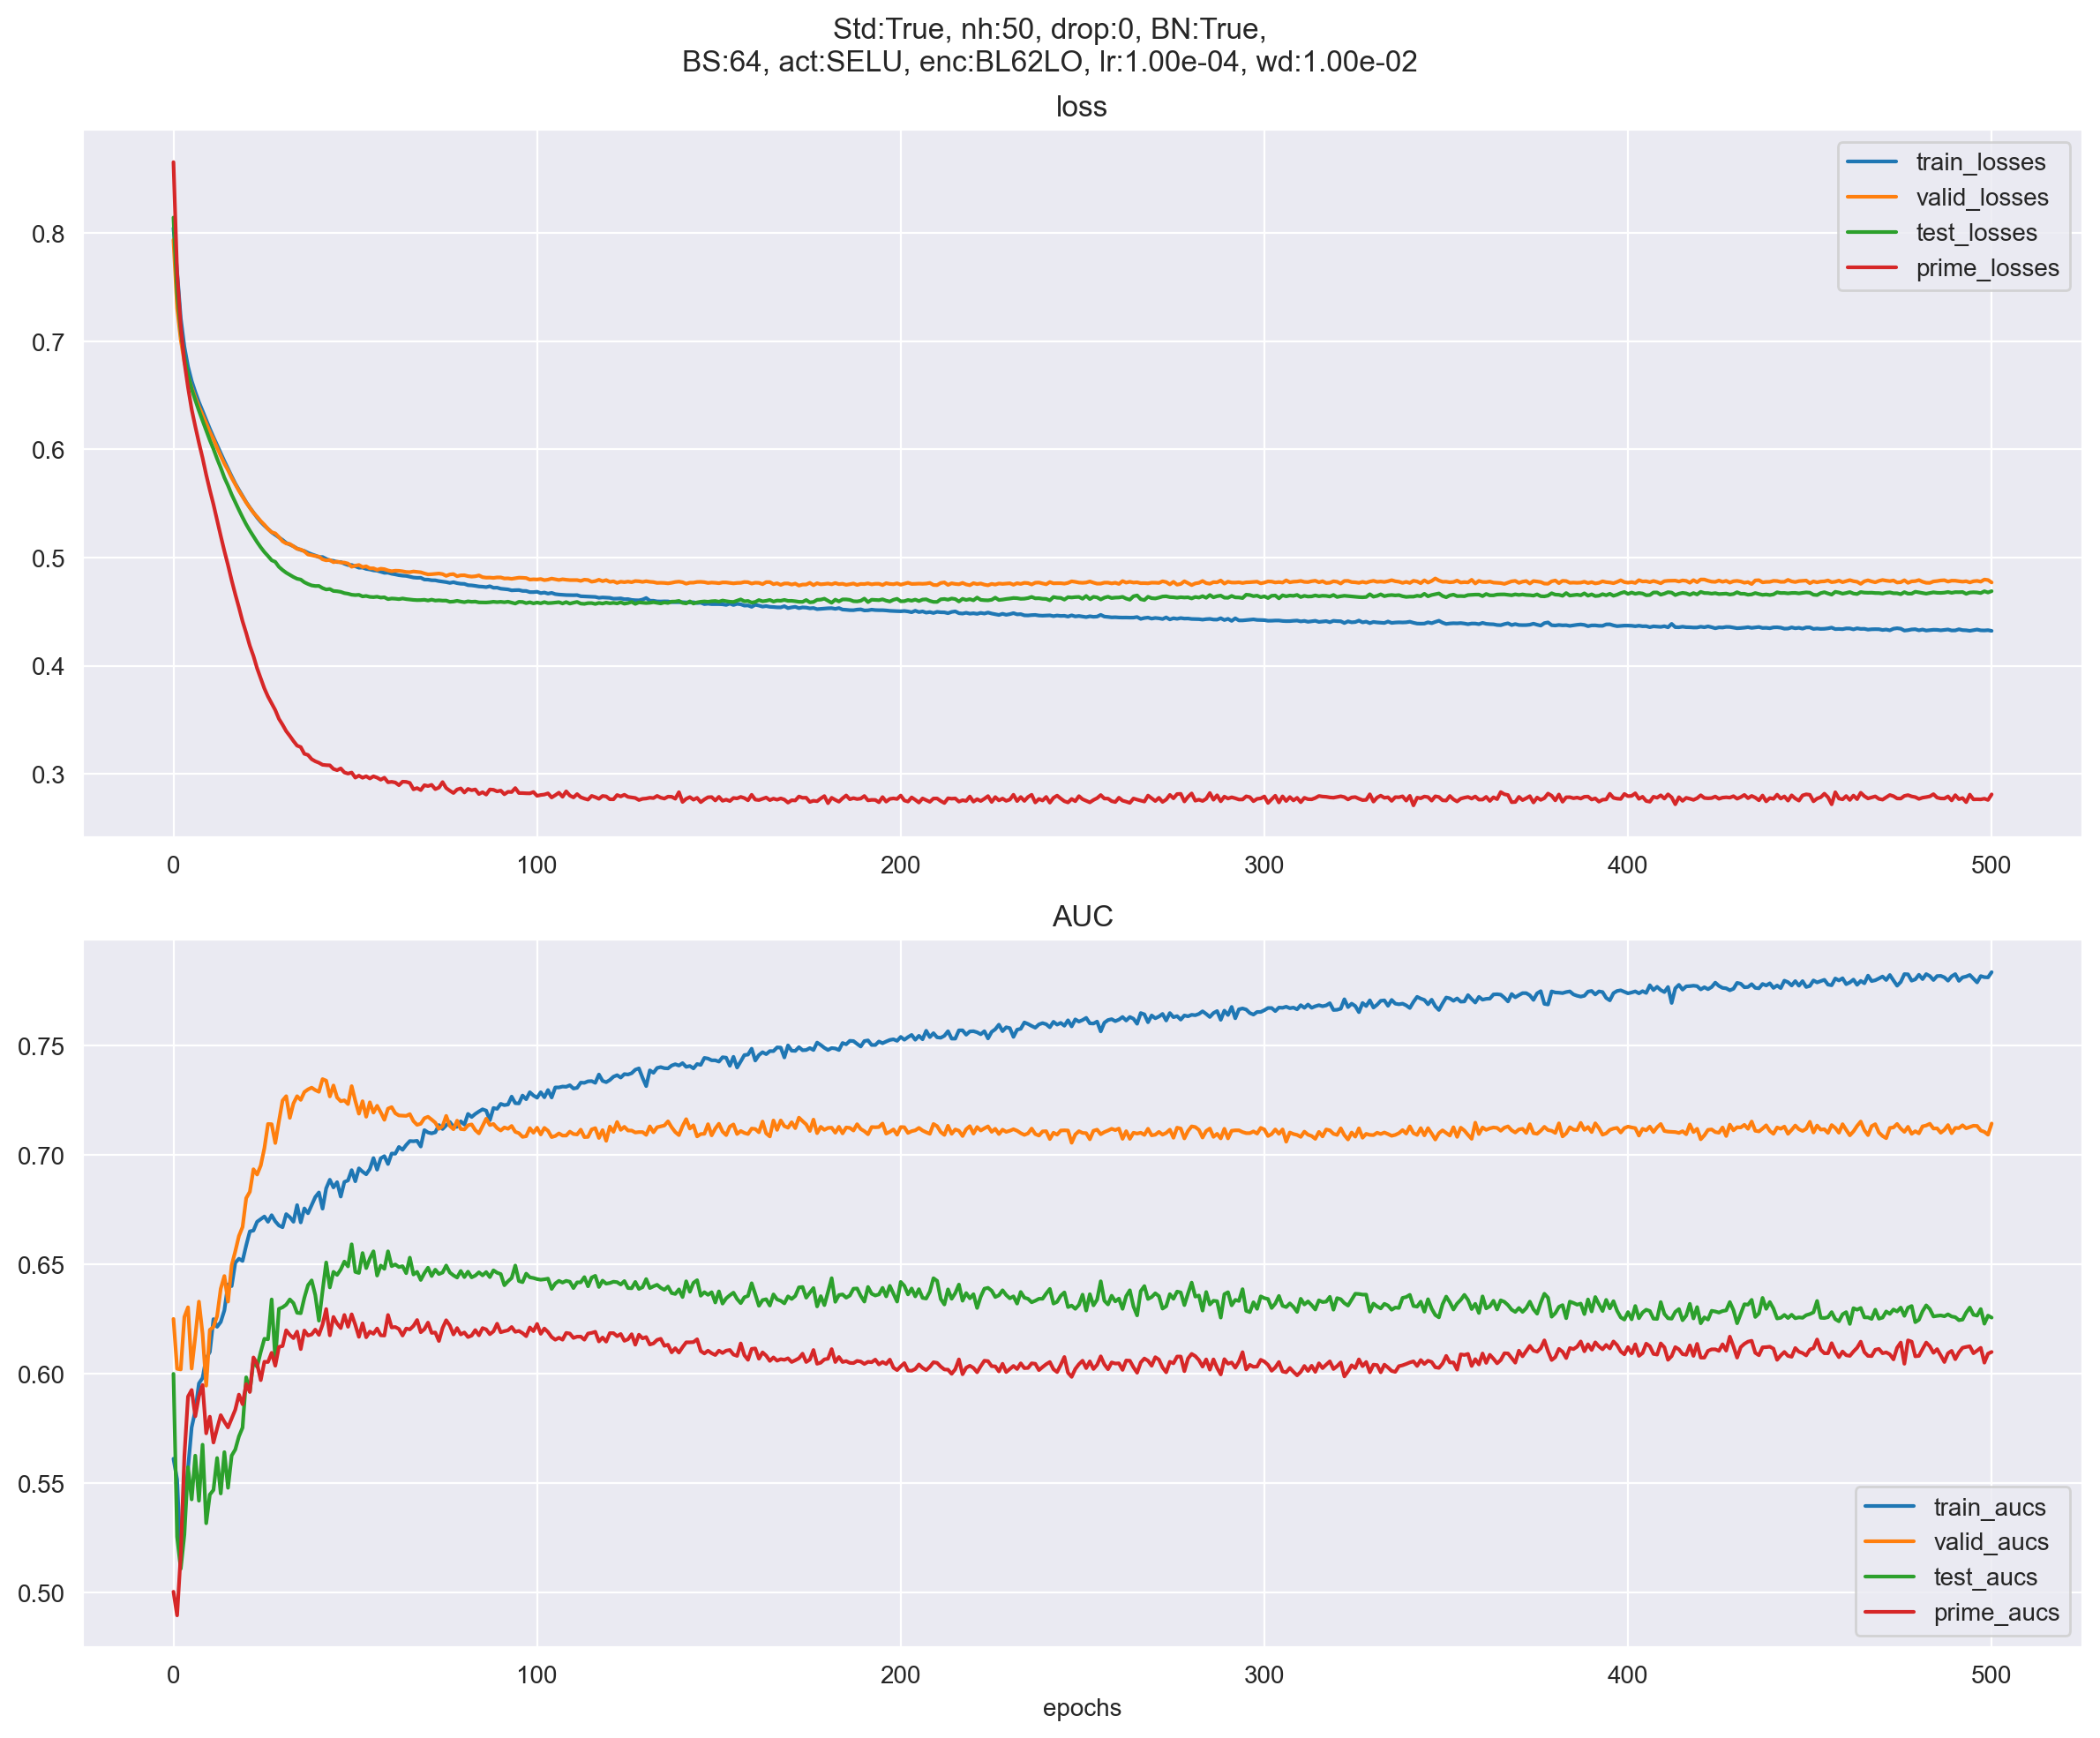 Std:True, nh:50, drop:0, BN:True,
BS:64, act:SELU, enc:BL62LO, lr:1.00e-04, wd:1.00e-02
loss
train_losses
valid_losses
test_losses
prime_losses
0.8
0.7
0.6
0.5
0.4
0.3
0 100 200 300 400 500
AUC
0.75
0.70
0.65
0.60
0.55
0.50
train_aucs
valid_aucs
test_aucs
prime_aucs
0 100 200 300 400 500
epochs